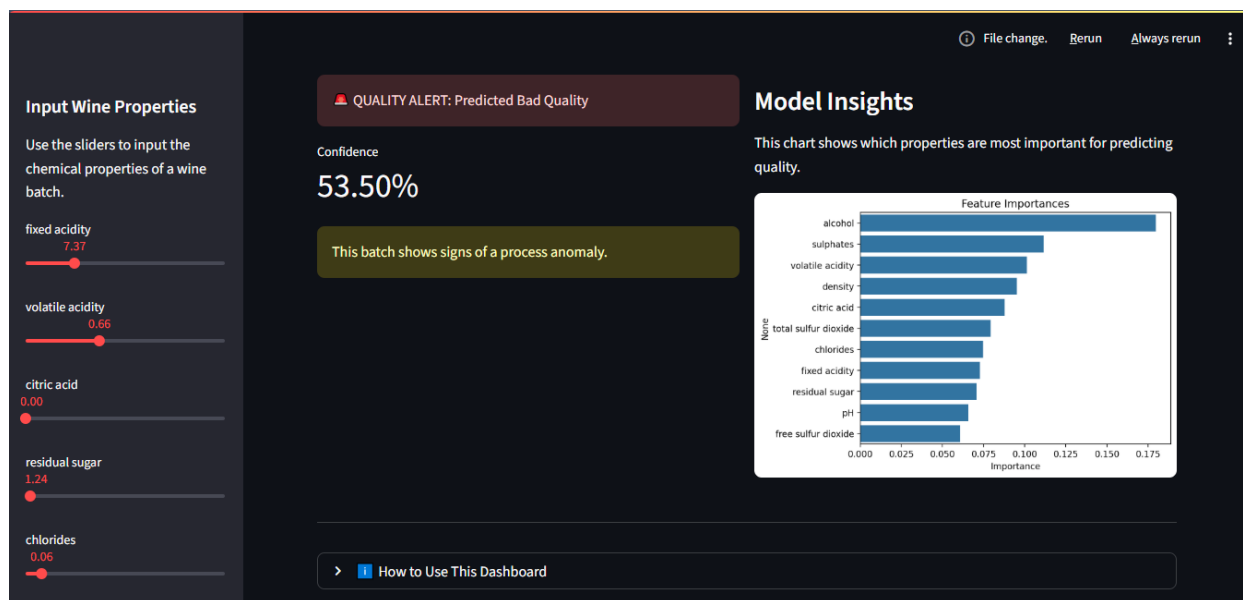 File change.
Rerun
Always rerun
Input Wine Properties
Use the sliders to input the
chemical properties of a wine
batch.
fixed acidity
7.37
volatile acidity
0.66
citric acid
0.00
residual sugar
1.24
chlorides
0.06
QUALITY ALERT: Predicted Bad Quality
Confidence
53.50%
This batch shows signs of a process anomaly.
Model Insights
This chart shows which properties are most important for predicting
quality.
Feature Importances
alcohol
sulphates
volatile acidity
density
citric acid
total sulfur dioxide
chlorides
fixed acidity
residual sugar
pH
free sulfur dioxide
None
0.000 0.025 0.050 0.075 0.100 0.125 0.150 0.175
Importance
How to Use This Dashboard